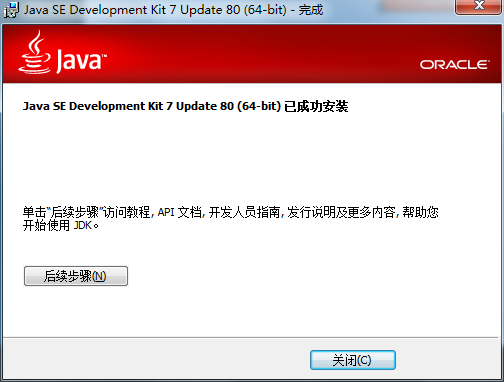 Java SE Development Kit 7 Update 80 (64-bit) - 完成
Java™
ORACLE®
Java SE Development Kit 7 Update 80 (64-bit) 已成功安装
单击“后续步骤”访问教程, API 文档, 开发人员指南, 发行说明及更多内容, 帮助您
开始使用 JDK。
后续步骤(N)
关闭(C)